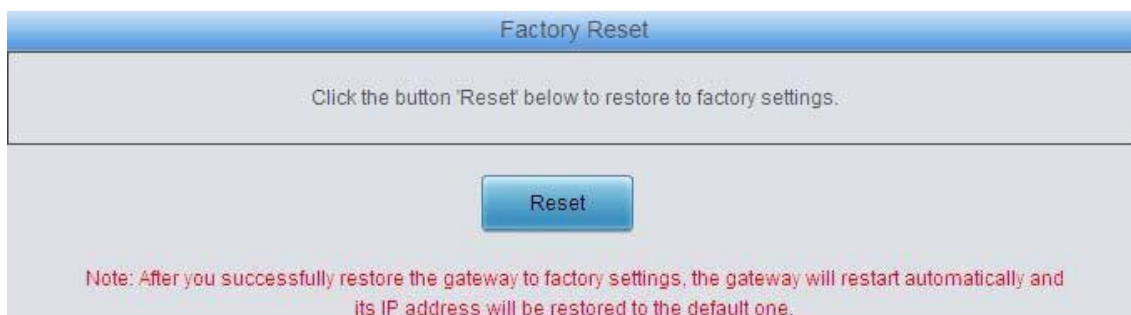 Factory Reset
Click the button 'Reset' below to restore to factory settings.
Reset
Note: After you successfully restore the gateway to factory settings, the gateway will restart automatically and
its IP address will be restored to the default one.